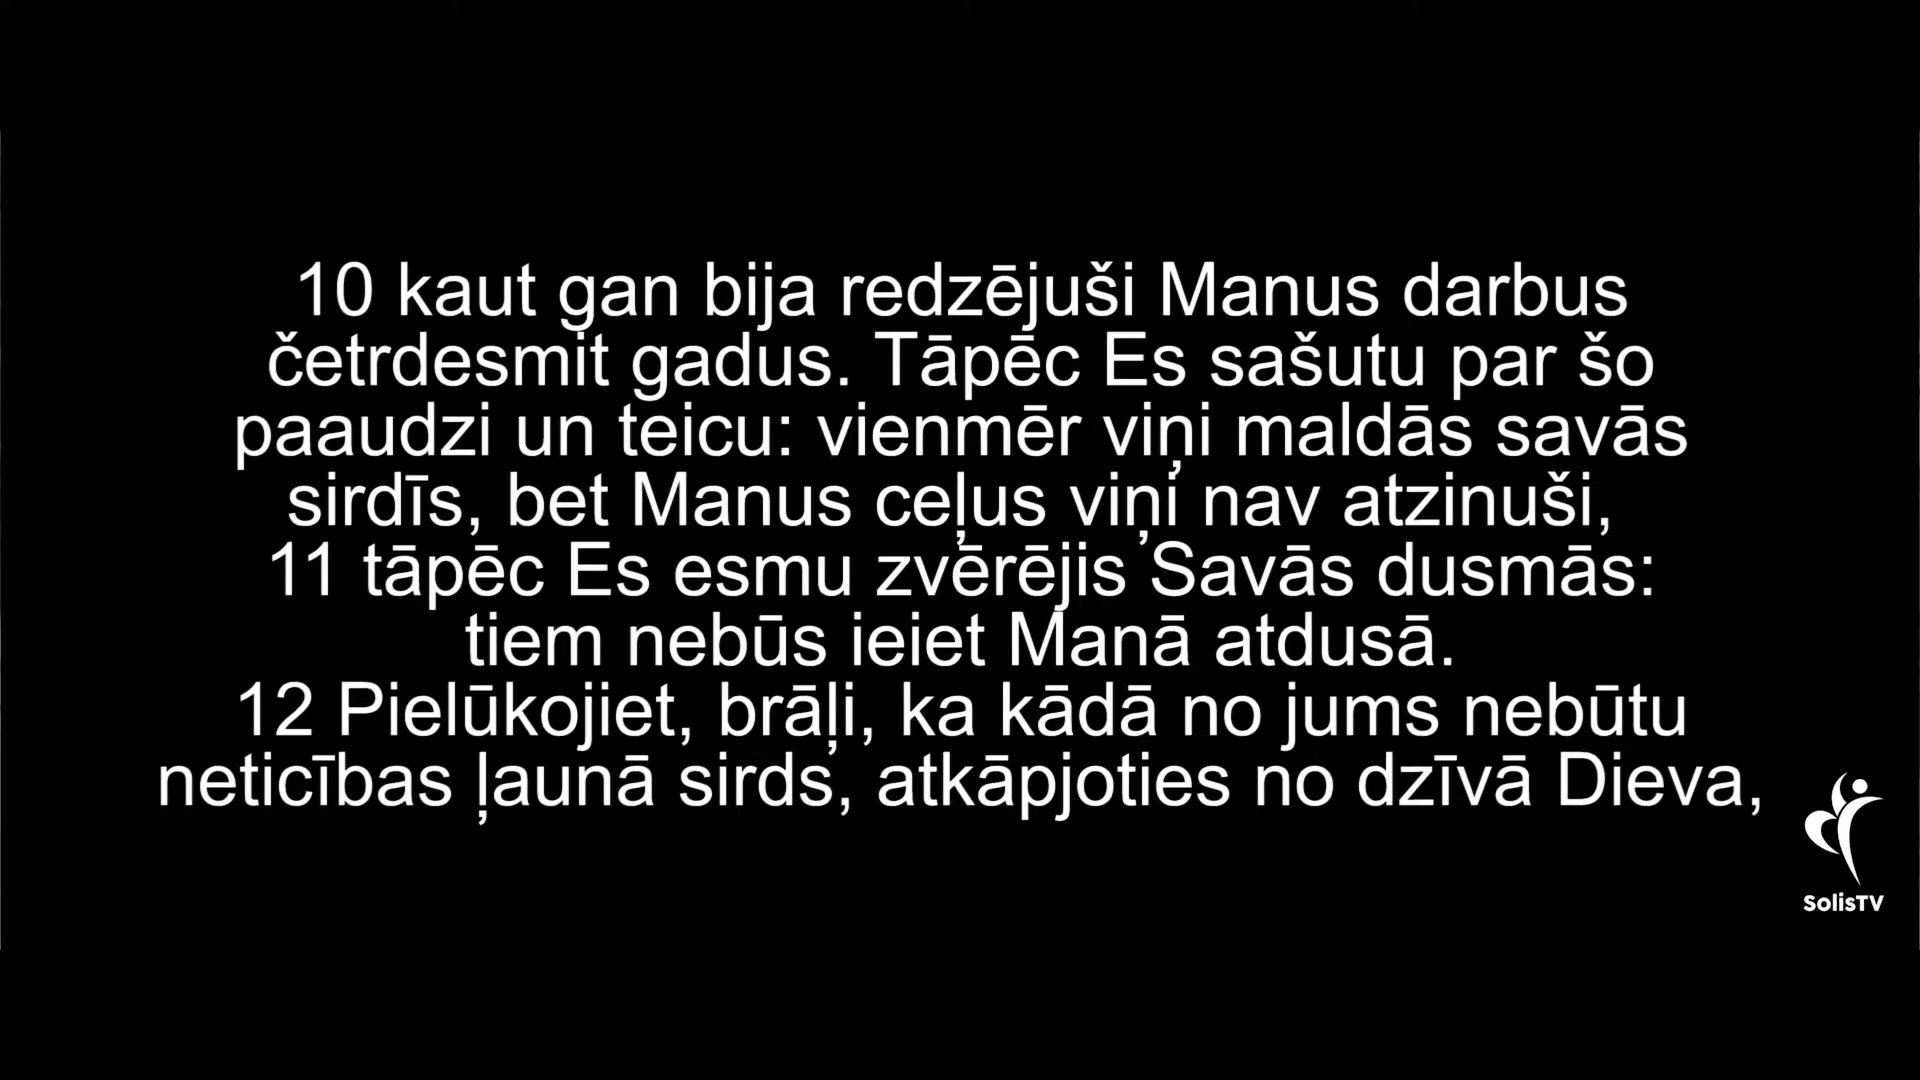 10 kaut gan bija redzējuši Manus darbus
četrdesmit gadus. Tāpēc Es sašutu par šo
paaudzi un teicu: vienmēr viņi maldās savās
sirdīs, bet Manus ceļus viņi nav atzinuši,
11 tāpēc Es esmu zvērējis Savās dusmās:
tiem nebūs ieiet Manā atdusā.
12 Pielūkojiet, brāļi, ka kādā no jums nebūtu
neticības ļaunā sirds, atkāpjoties no dzīvā Dieva,
SolisTV